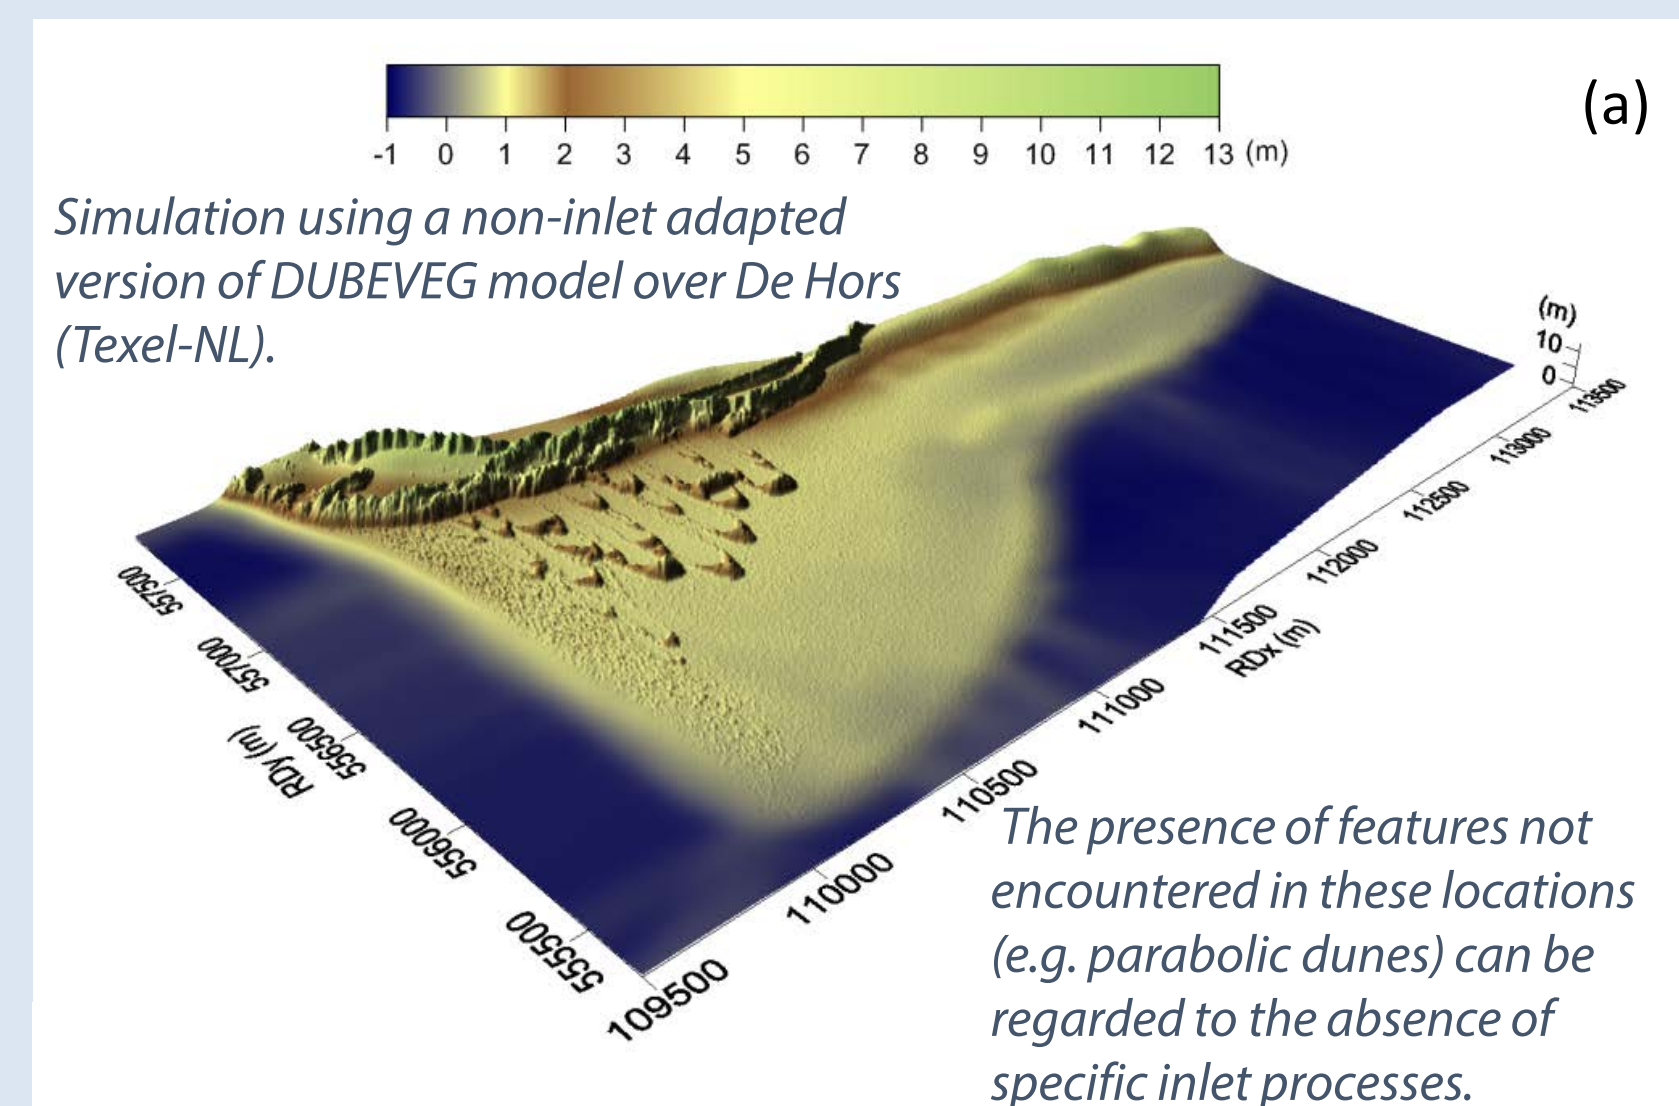 (a)
-1 0 1 2 3 4 5 6 7 8 9 10 11 12 13 (m)
Simulation using a non-inlet adapted
version of DUBEVEG model over De Hors
(Texel-NL).
(m)
10
0
113500
113000
112500
112000
111500
RDx (m)
111000
110500
110000
109500
557500
557000
556500
RDy (m)
556000
555500
The presence of features not
encountered in these locations
(e.g. parabolic dunes) can be
regarded to the absence of
specific inlet processes.